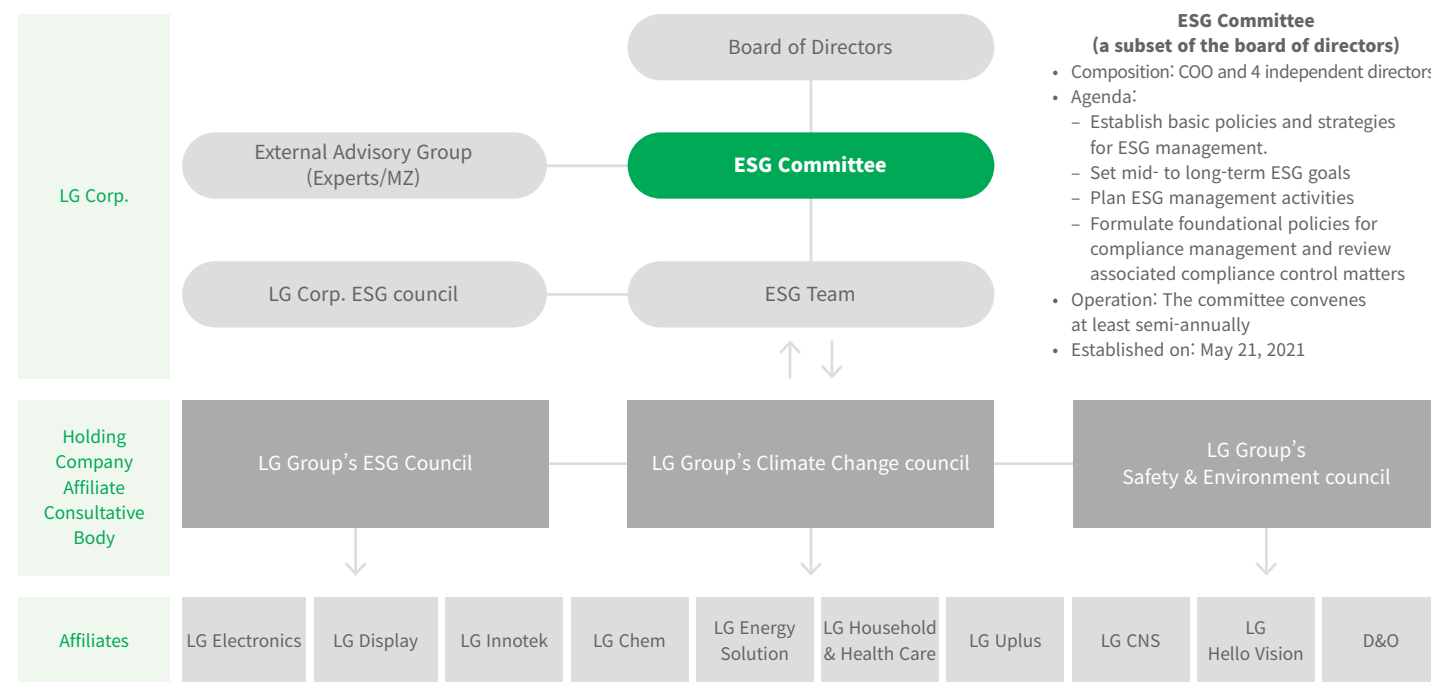 LG Corp.
Board of Directors
External Advisory Group
(Experts/MZ)
ESG Committee
LG Corp. ESG council
ESG Team
ESG Committee
(a subset of the board of directors)
• Composition: COO and 4 independent directors
• Agenda:
– Establish basic policies and strategies
for ESG management.
– Set mid- to long-term ESG goals
– Plan ESG management activities
– Formulate foundational policies for
compliance management and review
associated compliance control matters
• Operation: The committee convenes
at least semi-annually
• Established on: May 21, 2021
Holding
Company
Affiliate
Consultative
Body
LG Group's ESG Council
LG Group's Climate Change council
LG Group's
Safety & Environment council
Affiliates
LG Electronics
LG Display
LG Innotek
LG Chem
LG Energy
Solution
LG Household
& Health Care
LG Uplus
LG CNS
LG
Hello Vision
D&O